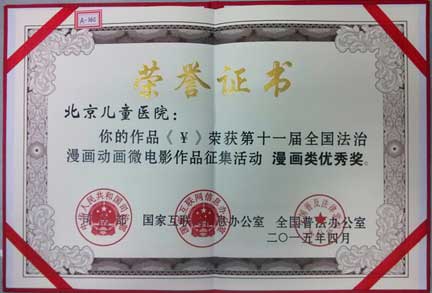 A-160
荣誉证书
北京儿童医院：
你的作品《￥》荣获第十一届全国法治
漫画动画微电影作品征集活动 漫画类优秀奖。
国家互联 办公室 全国普法办公室
二〇一五年四月